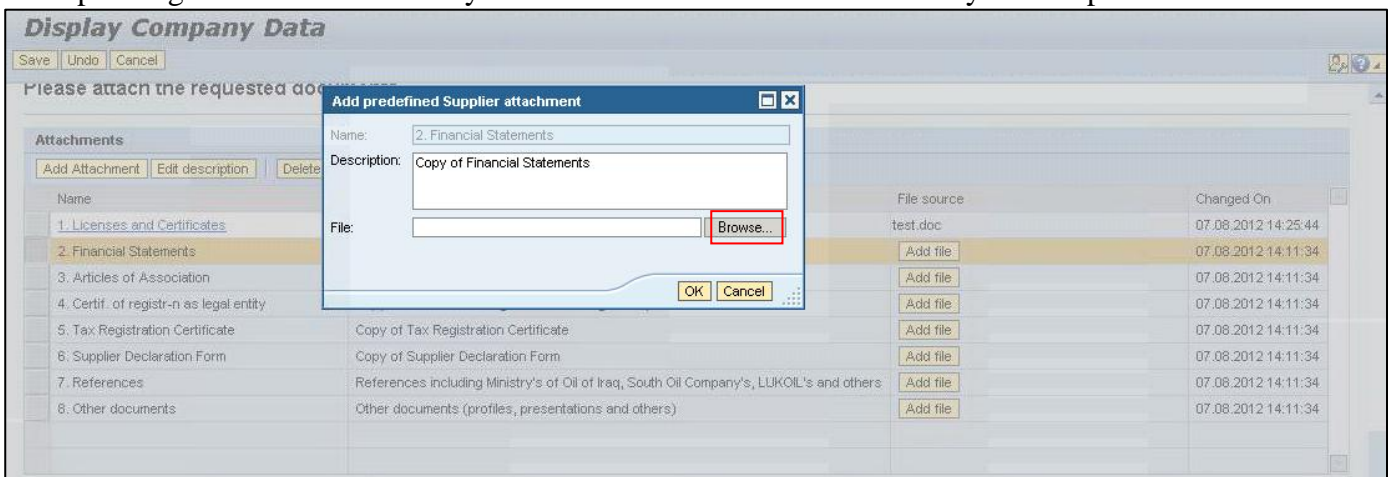 Display Company Data
Save Undo Cancel
Please attach the requested documents
Add predefined Supplier attachment
Name: 2. Financial Statements
Attachments
Description: Copy of Financial Statements
Add Attachment Edit description Delete
Name File source Changed On
1. Licenses and Certificates File: Browse... test.doc 07.08.2012 14:25:44
2. Financial Statements Add file 07.08.2012 14:11:34
3. Articles of Association Add file 07.08.2012 14:11:34
OK Cancel
4. Certif. of registr-n as legal entity Add file 07.08.2012 14:11:34
5. Tax Registration Certificate Copy of Tax Registration Certificate Add file 07.08.2012 14:11:34
6. Supplier Declaration Form Copy of Supplier Declaration Form Add file 07.08.2012 14:11:34
7. References References including Ministry's of Oil of Iraq, South Oil Company's, LUKOIL's and others Add file 07.08.2012 14:11:34
8. Other documents Other documents (profiles, presentations and others) Add file 07.08.2012 14:11:34